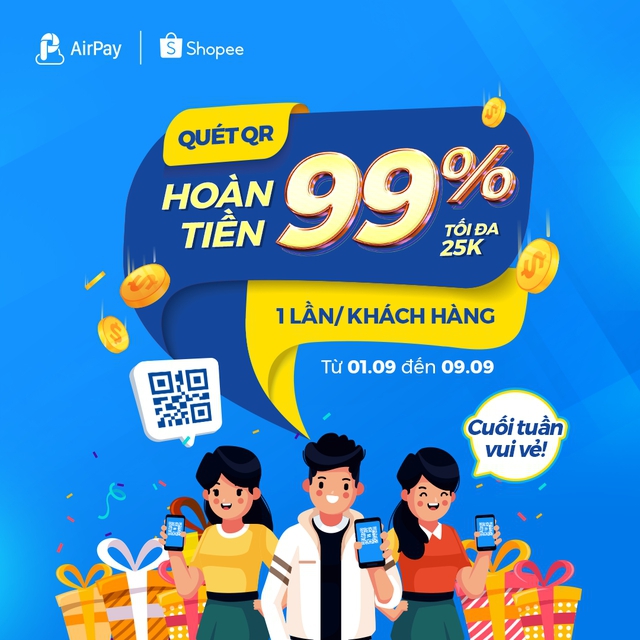 AirPay
Shopee
QUÉT QR
HOÀN
TIỀN
99%
TỐI ĐA
25K
1 LẦN/ KHÁCH HÀNG
Từ 01.09 đến 09.09
Cuối tuần
vui vẻ!